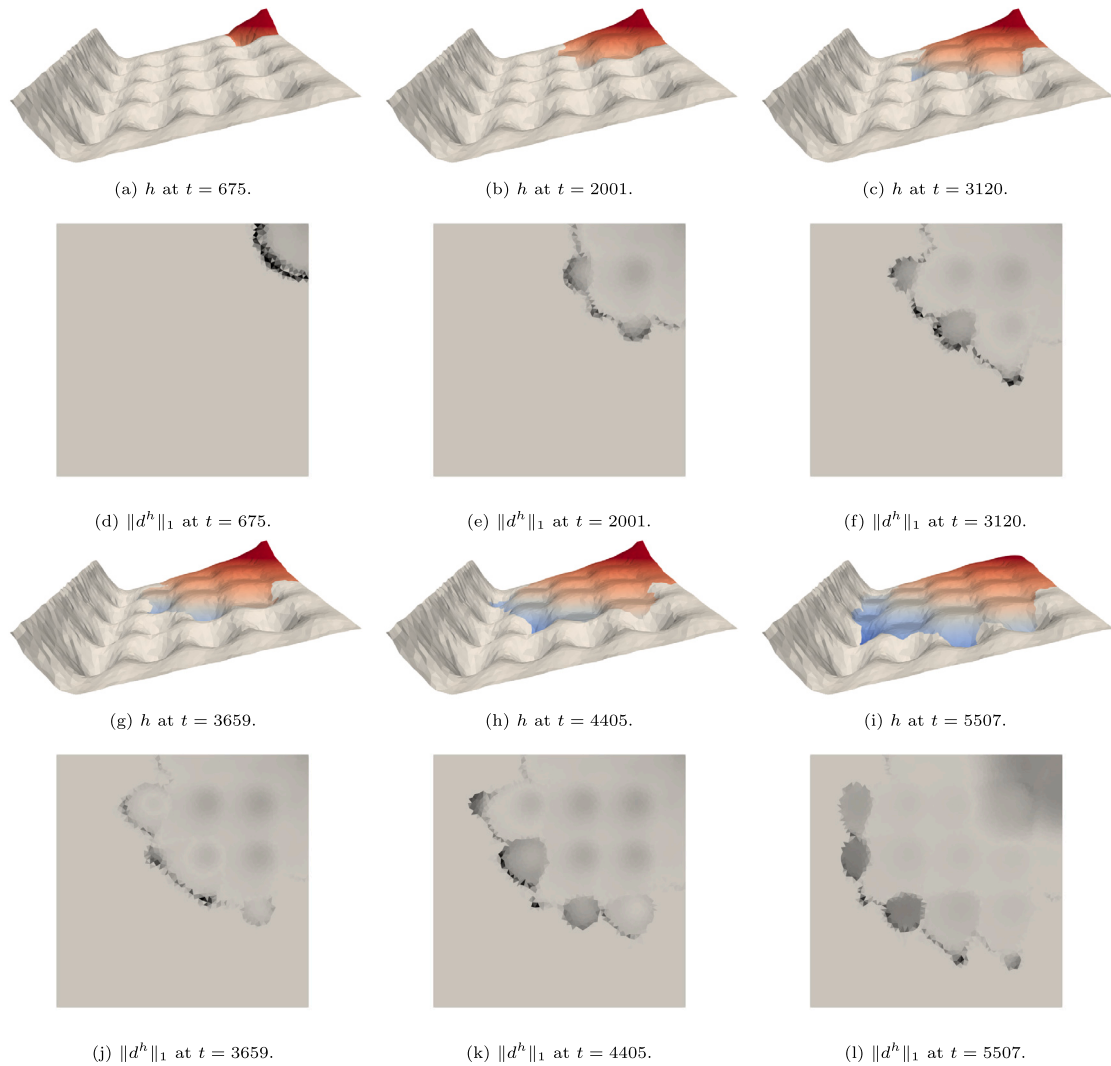 (a) h at t = 675.
(b) h at t = 2001.
(c) h at t = 3120.
(d) ‖d^h‖₁ at t = 675.
(e) ‖d^h‖₁ at t = 2001.
(f) ‖d^h‖₁ at t = 3120.
(g) h at t = 3659.
(h) h at t = 4405.
(i) h at t = 5507.
(j) ‖d^h‖₁ at t = 3659.
(k) ‖d^h‖₁ at t = 4405.
(l) ‖d^h‖₁ at t = 5507.